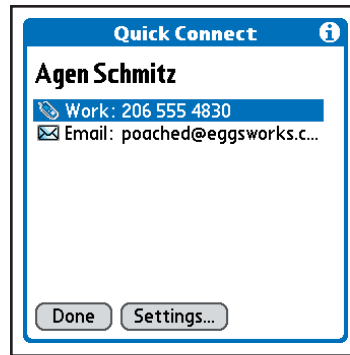 Quick Connect
Agen Schmitz
Work: 206 555 4830
Email: poached@eggsworks.c...
Done Settings...